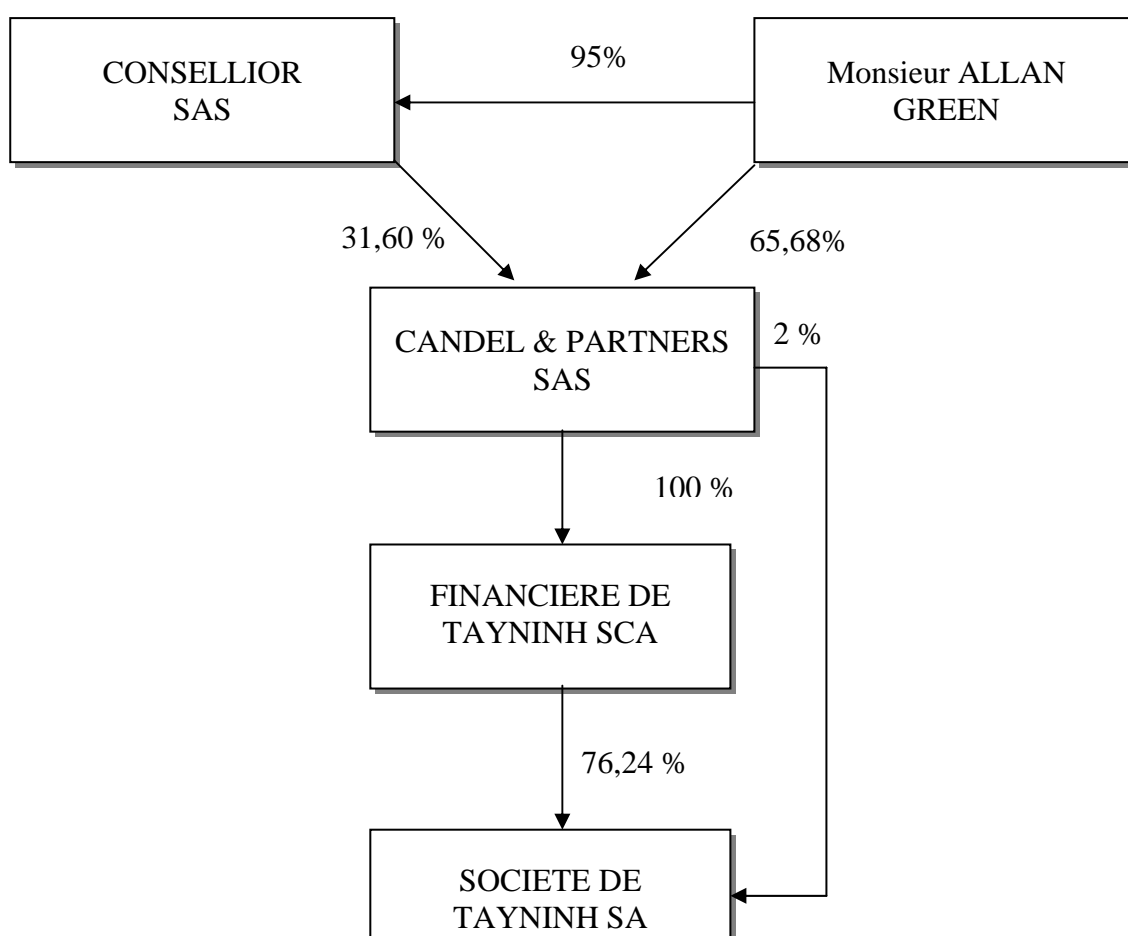 CONSELLIOR
SAS
95%
Monsieur ALLAN
GREEN
31,60 %
65,68%
CANDEL & PARTNERS
SAS
2 %
100 %
FINANCIERE DE
TAYNINH SCA
76,24 %
SOCIETE DE
TAYNINH SA